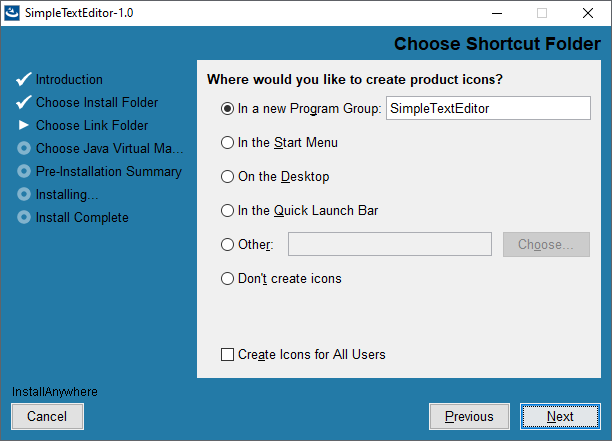 SimpleTextEditor-1.0
Choose Shortcut Folder
Introduction
Choose Install Folder
Choose Link Folder
Choose Java Virtual Ma...
Pre-Installation Summary
Installing...
Install Complete
Where would you like to create product icons?
In a new Program Group: SimpleTextEditor
In the Start Menu
On the Desktop
In the Quick Launch Bar
Other: Choose...
Don't create icons
Create Icons for All Users
InstallAnywhere
Cancel Previous Next